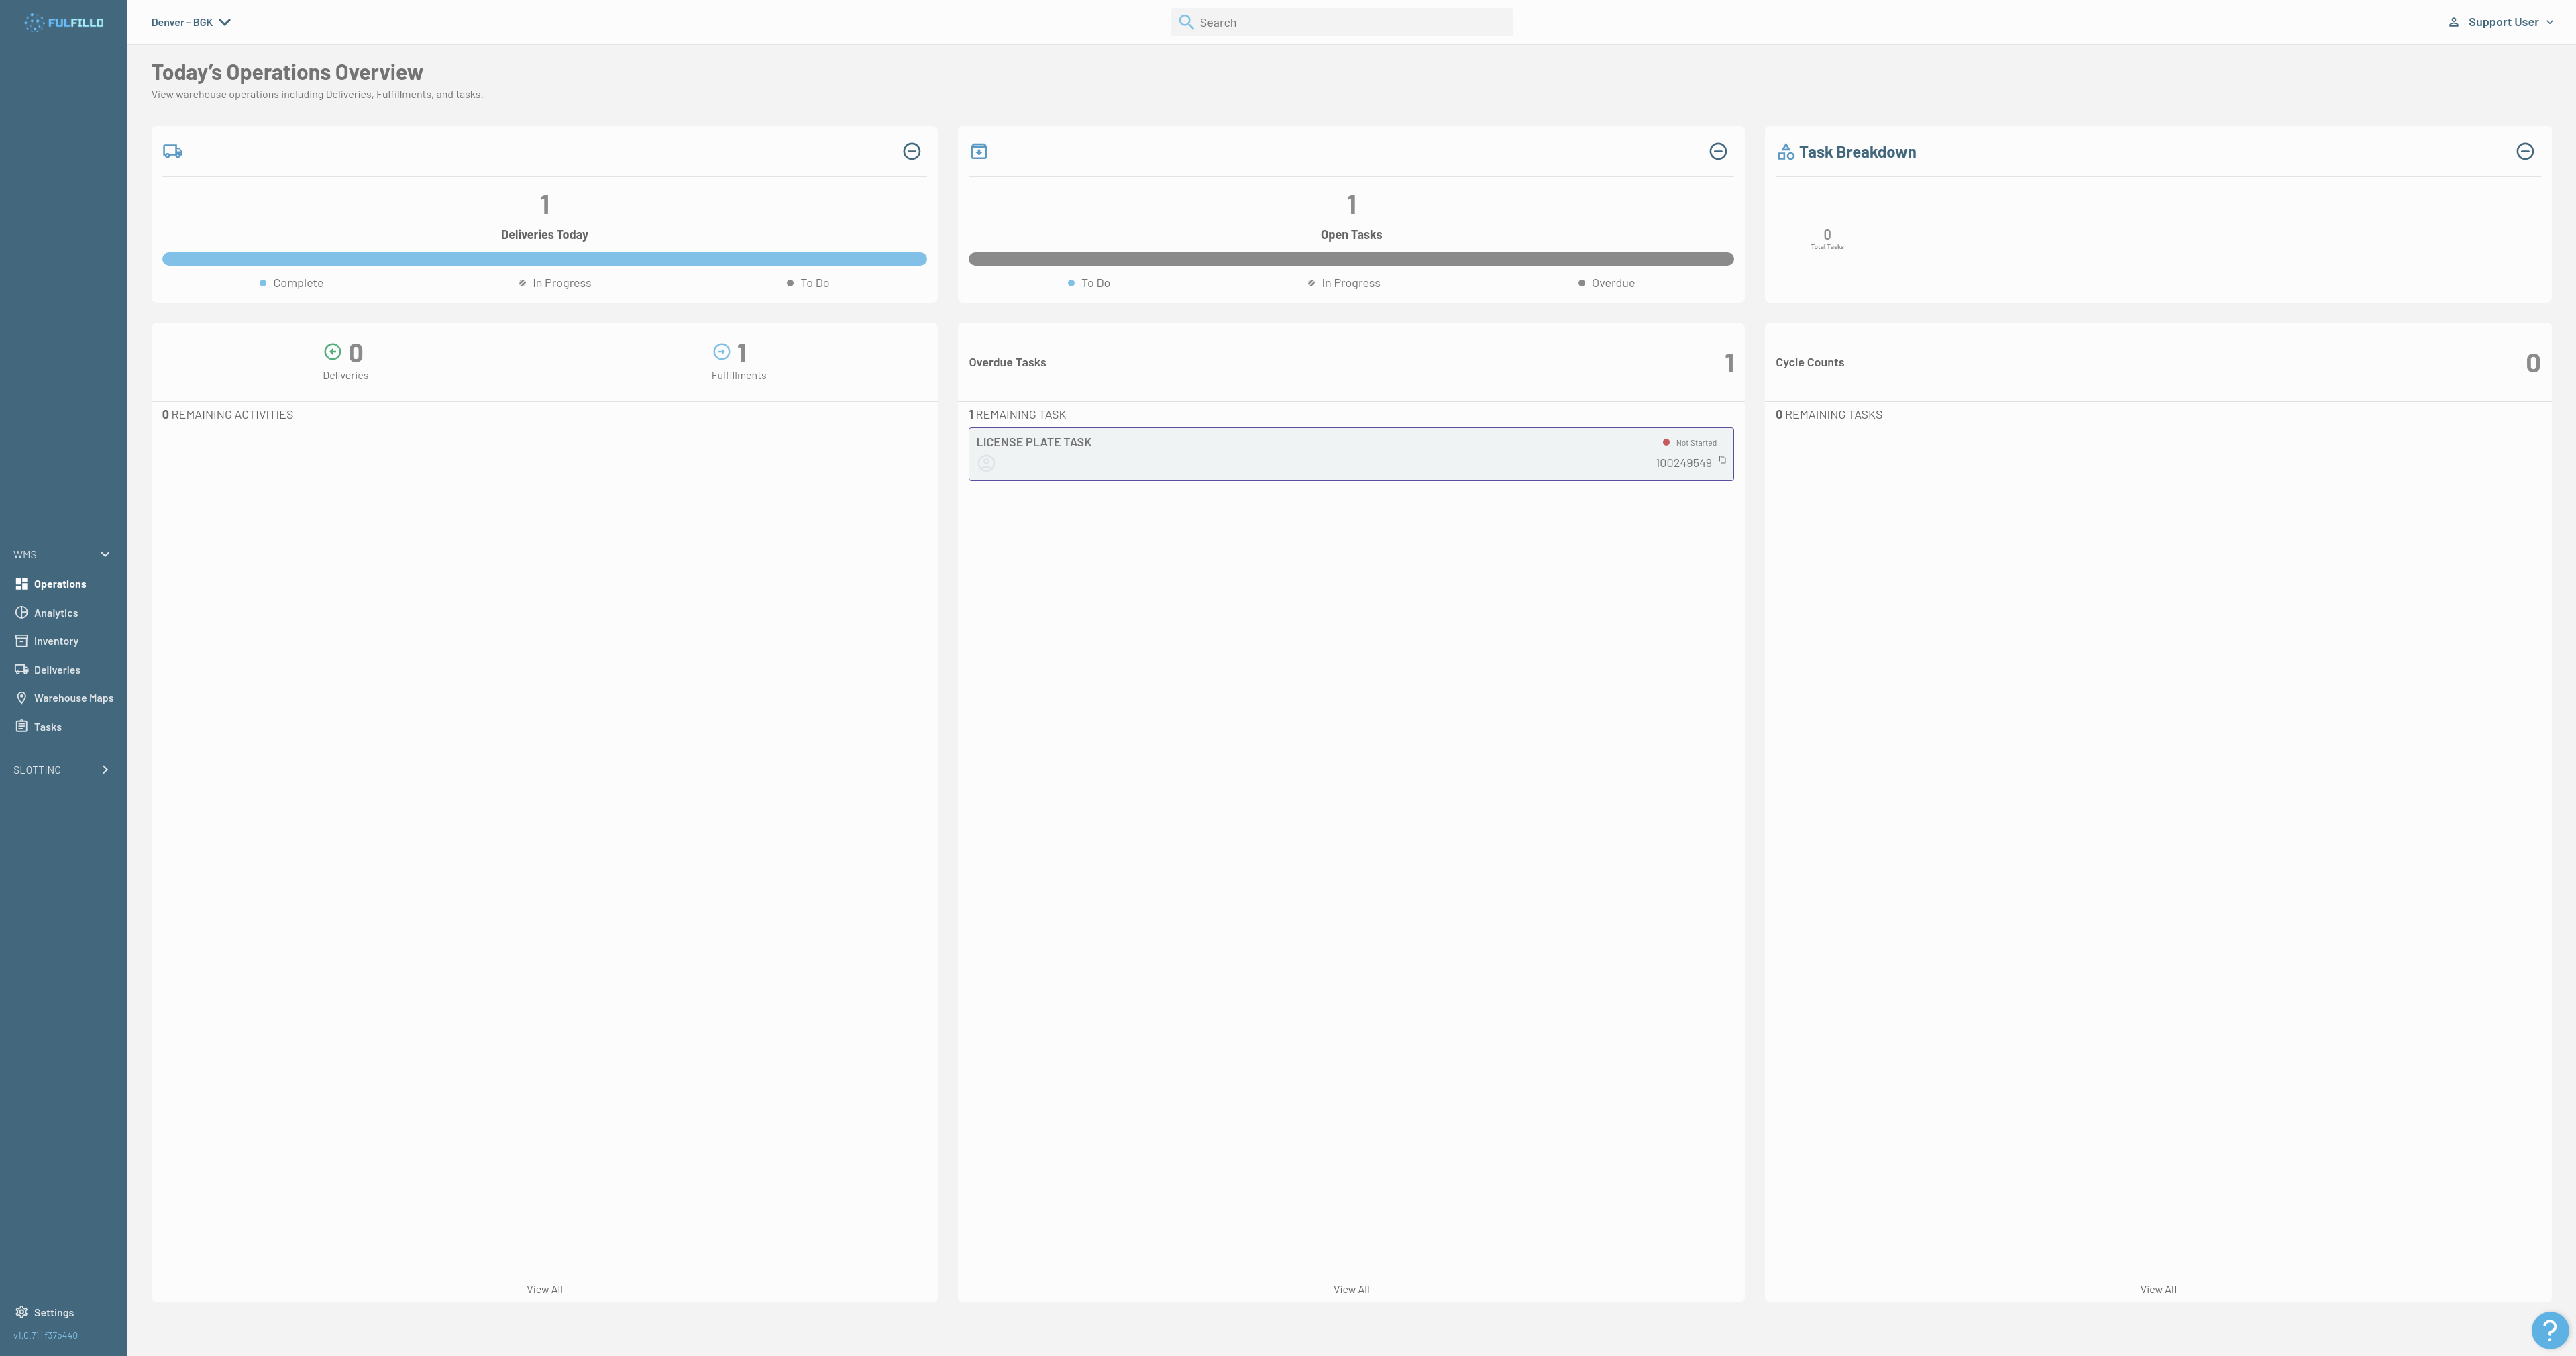 FULFILLD
Denver - BGK
Search
Support User
Today’s Operations Overview
View warehouse operations including Deliveries, Fulfillments, and tasks.
1
Deliveries Today
Complete
In Progress
To Do
1
Open Tasks
To Do
In Progress
Overdue
Task Breakdown
0
Total Tasks
0
Deliveries
1
Fulfillments
0 REMAINING ACTIVITIES
View All
Overdue Tasks
1
1 REMAINING TASK
LICENSE PLATE TASK
Not Started
100249549
View All
Cycle Counts
0
0 REMAINING TASKS
View All
WMS
Operations
Analytics
Inventory
Deliveries
Warehouse Maps
Tasks
SLOTTING
Settings
v1.0.71 | f37b440
?